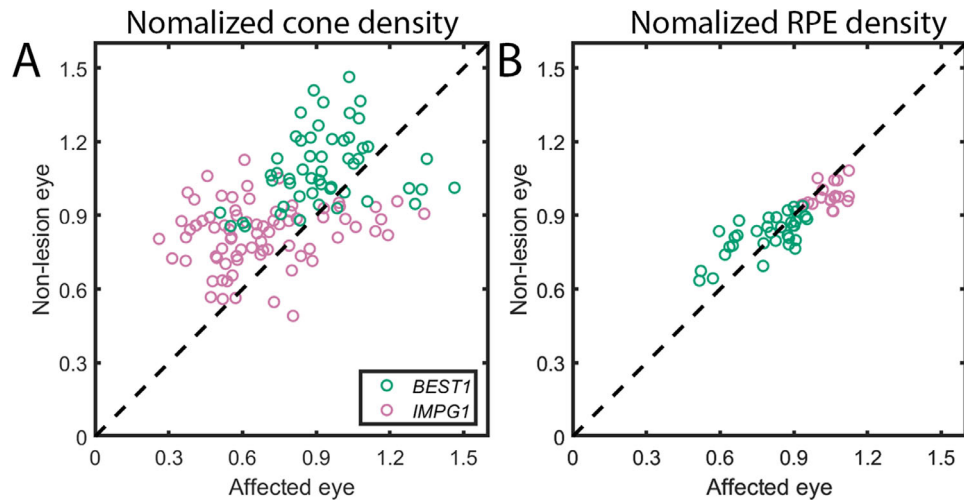 Nomalized cone density
A
1.5
1.2
0.9
0.6
0.3
0
Non-lesion eye
BEST1
IMPG1
0 0.3 0.6 0.9 1.2 1.5
Affected eye
Nomalized RPE density
B
1.5
1.2
0.9
0.6
0.3
0
Non-lesion eye
0 0.3 0.6 0.9 1.2 1.5
Affected eye